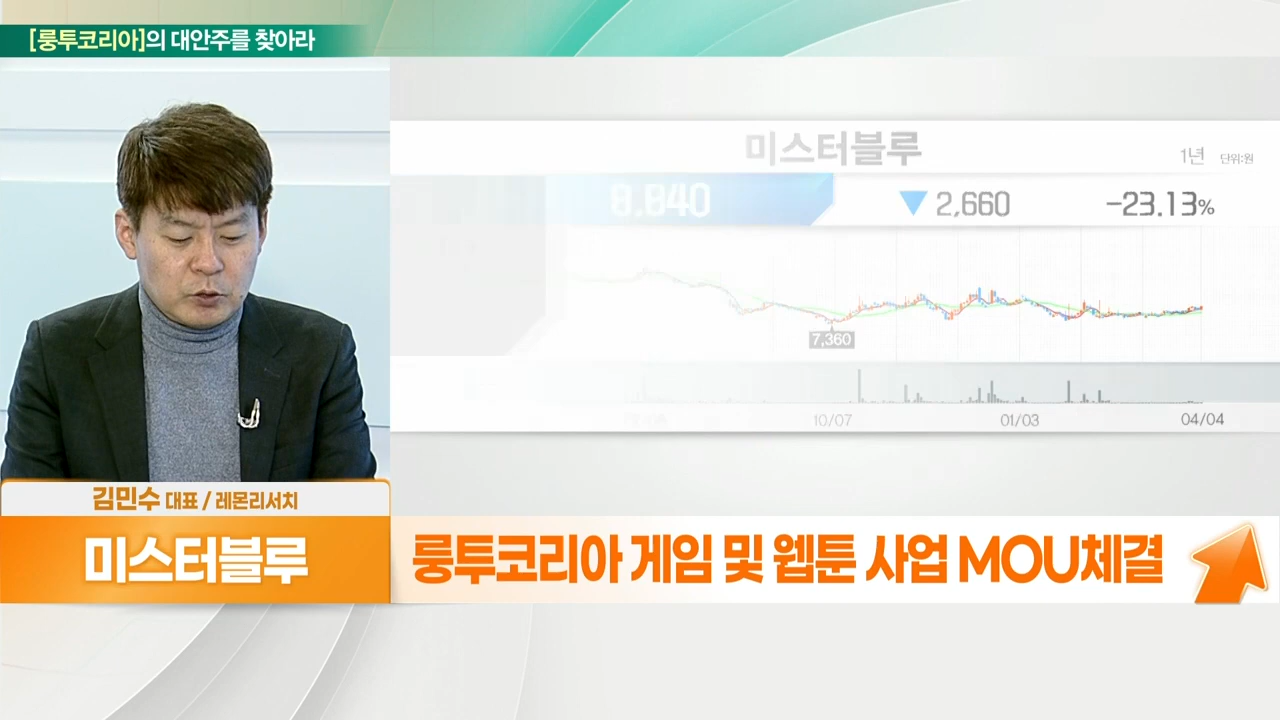 [룽투코리아]의 대안주를 찾아라
미스터블루
1년 단위:원
8,840 ▼ 2,660 -23.13%
7,360
10/07 01/03 04/04
김민수 대표 / 레몬리서치
미스터블루
룽투코리아 게임 및 웹툰 사업 MOU체결